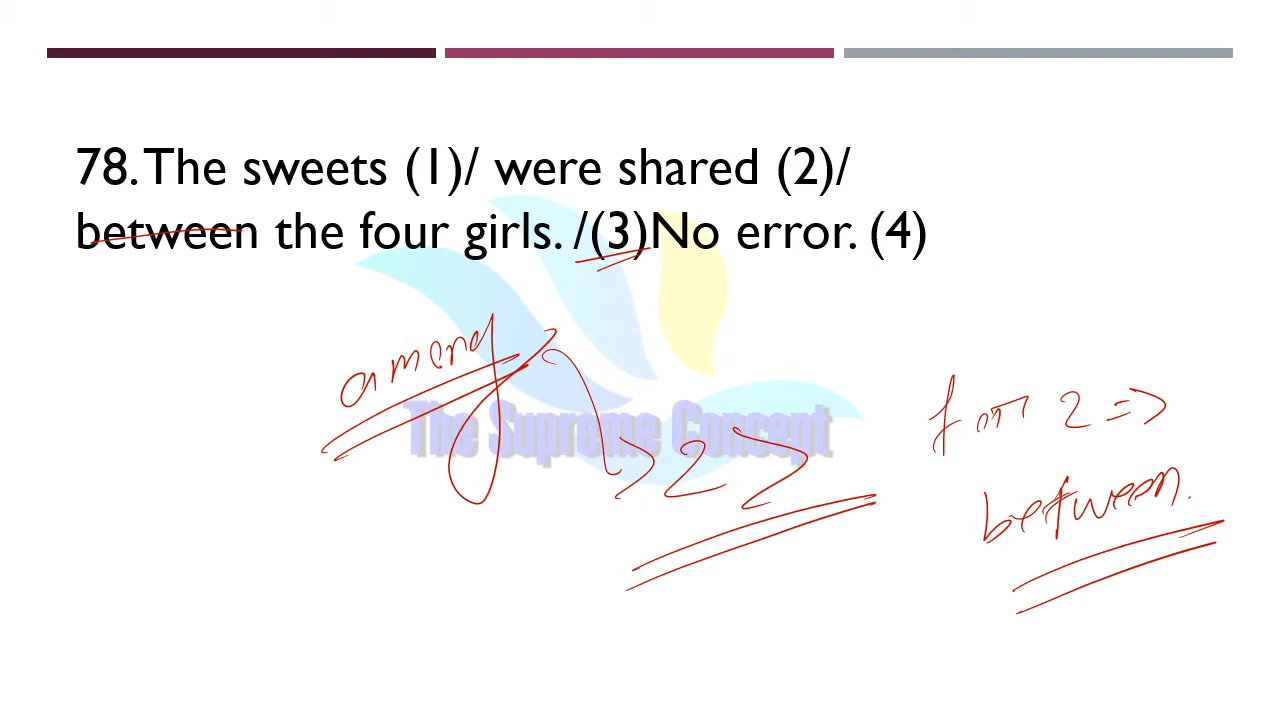 78. The sweets (1)/ were shared (2)/
between the four girls. /(3)No error. (4)
among
The Supreme Concept
> 2
for 2 =>
between.